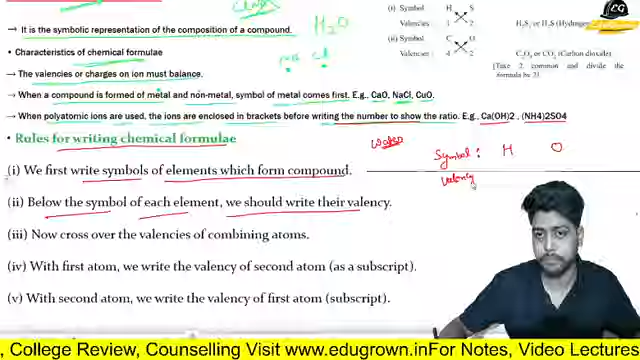 Class
CG
→ It is the symbolic representation of the composition of a compound.
H2O
• Characteristics of chemical formulae
→ The valencies or charges on ion must balance.
→ When a compound is formed of metal and non-metal, symbol of metal comes first. E.g., CaO, NaCl, CuO.
→ When polyatomic ions are used, the ions are enclosed in brackets before writing the number to show the ratio. E.g., Ca(OH)2 , (NH4)2SO4
• Rules for writing chemical formulae
(i) We first write symbols of elements which form compound.
(ii) Below the symbol of each element, we should write their valency.
(iii) Now cross over the valencies of combining atoms.
(iv) With first atom, we write the valency of second atom (as a subscript).
(v) With second atom, we write the valency of first atom (subscript).
(i) Symbol H S
Valencies : 1 2 H₂S₁ or H₂S (Hydrogen
(ii) Symbol C O
Valencies : 4 2 C₂O₄ or CO₂ (Carbon dioxide)
[Take 2 common and divide the formula by 2]
Water
Symbol : H O
Valency
, College Review, Counselling Visit www.edugrown.inFor Notes, Video Lectures